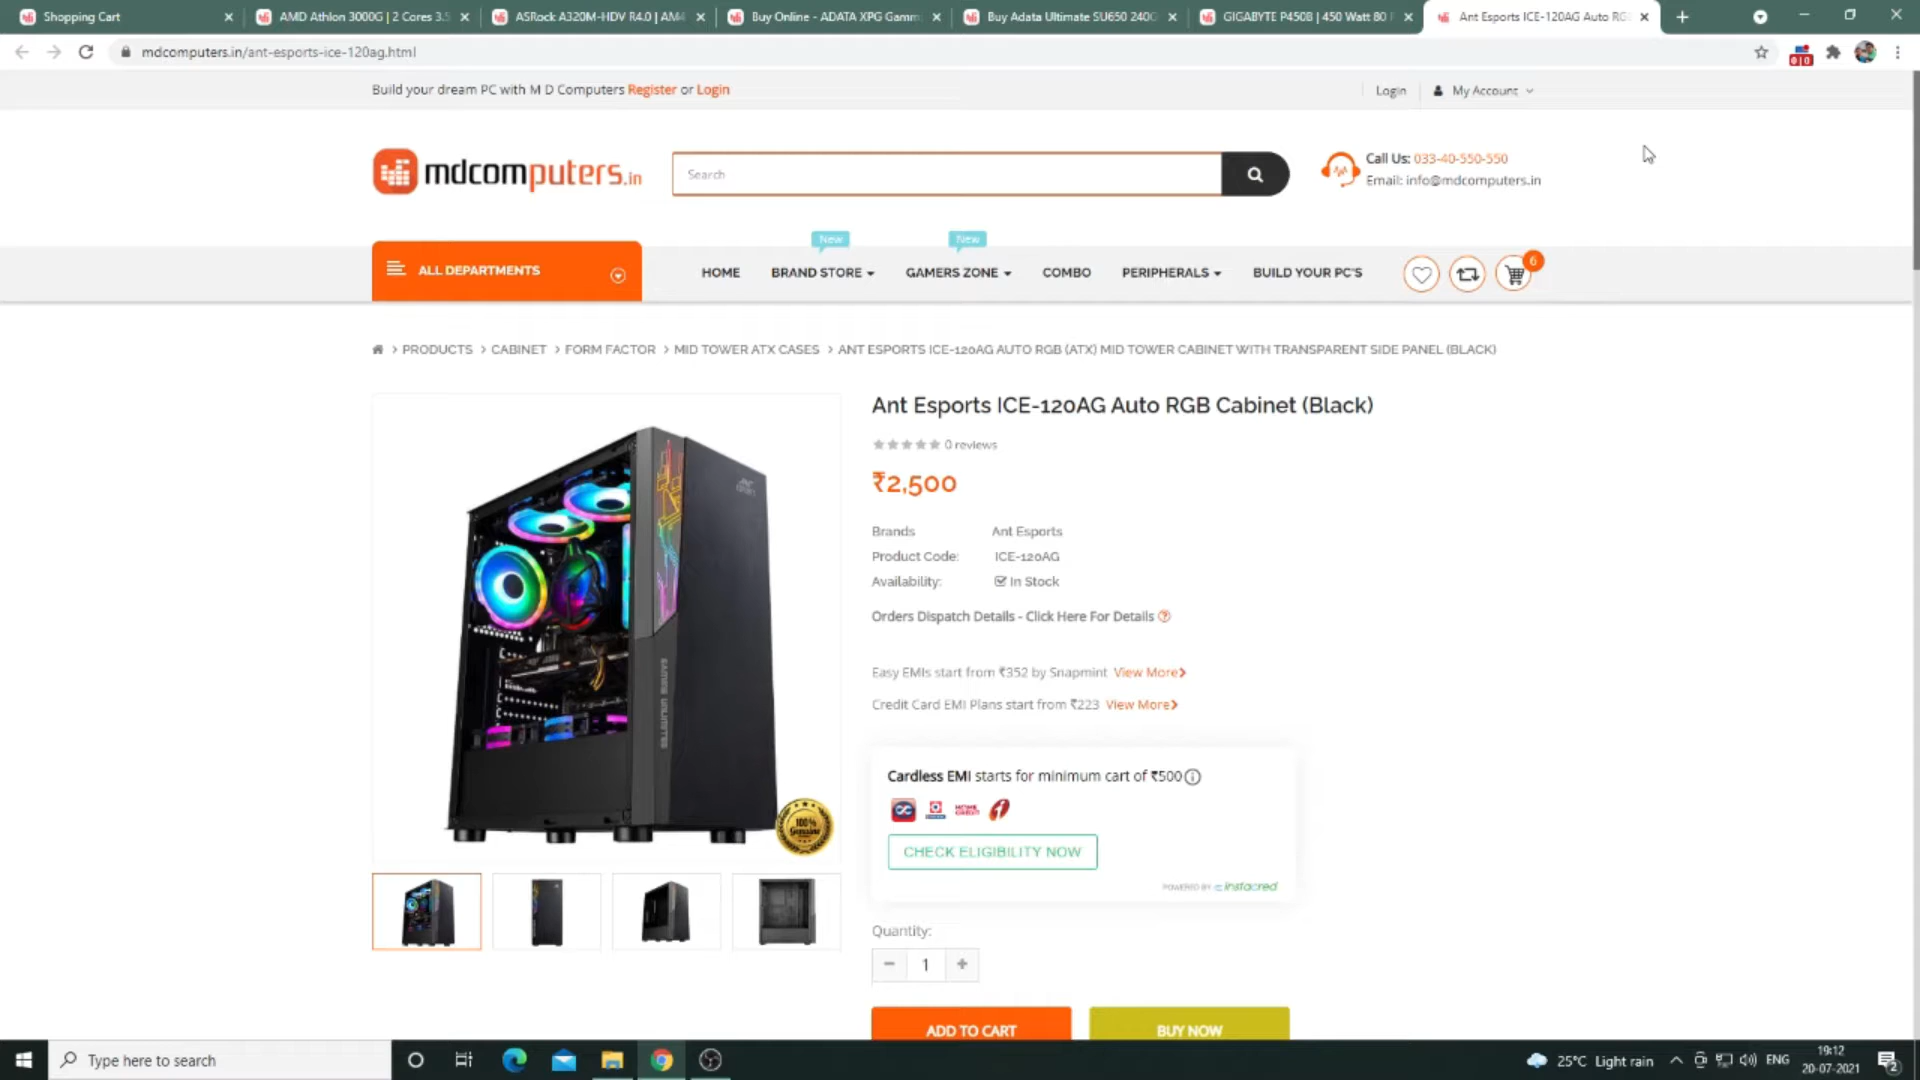 Shopping Cart
AMD Athlon 3000G | 2 Cores 3.5
ASRock A320M-HDV R4.0 | AM4
Buy Online - ADATA XPG Gamm
Buy Adata Ultimate SU650 240G
GIGABYTE P450B | 450 Watt 80 P
Ant Esports ICE-120AG Auto RG
mdcomputers.in/ant-esports-ice-120ag.html
Build your dream PC with M D Computers Register or Login
Login
My Account
mdcomputers.in
Search
Call Us: 033-40-550-550
Email: info@mdcomputers.in
ALL DEPARTMENTS
New
New
HOME
BRAND STORE
GAMERS ZONE
COMBO
PERIPHERALS
BUILD YOUR PC'S
6
> PRODUCTS > CABINET > FORM FACTOR > MID TOWER ATX CASES > ANT ESPORTS ICE-120AG AUTO RGB (ATX) MID TOWER CABINET WITH TRANSPARENT SIDE PANEL (BLACK)
Ant Esports ICE-120AG Auto RGB Cabinet (Black)
0 reviews
₹2,500
Brands Ant Esports
Product Code: ICE-120AG
Availability: In Stock
Orders Dispatch Details - Click Here For Details
Easy EMIs start from ₹352 by Snapmint View More
Credit Card EMI Plans start from ₹223 View More
GAMING UNLIMITED
100%
Genuine
Cardless EMI starts for minimum cart of ₹500
HOME CREDIT
CHECK ELIGIBILITY NOW
POWERED BY instacred
Quantity:
− 1 +
ADD TO CART
BUY NOW
Type here to search
25°C Light rain
ENG
19:12
20-07-2021
2